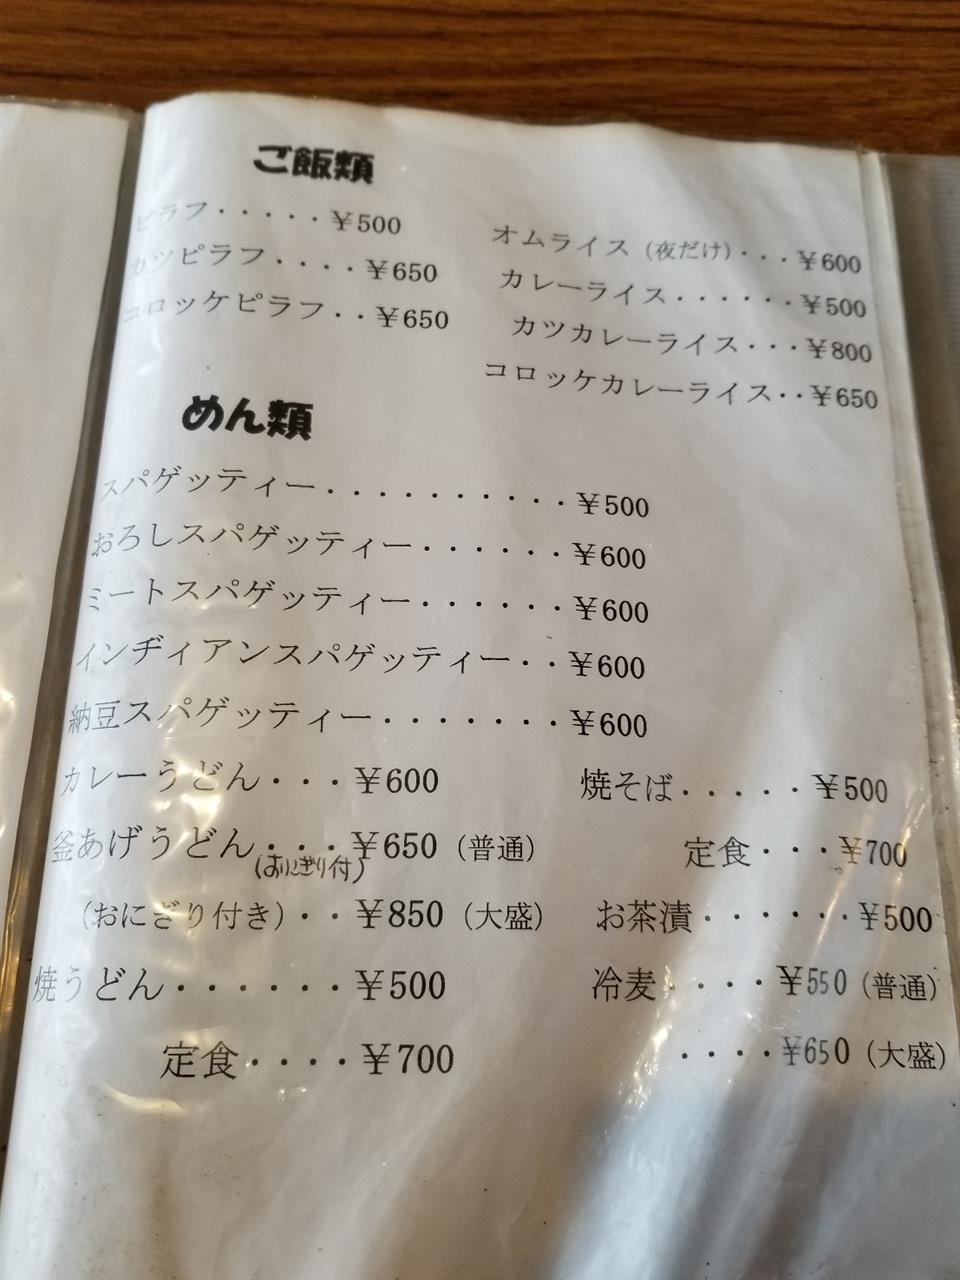 ご飯類
ピラフ・・・・・￥500
カツピラフ・・・・￥650
コロッケピラフ・・￥650
オムライス（夜だけ）・・・￥600
カレーライス・・・・・・￥500
カツカレーライス・・・￥800
コロッケカレーライス・・￥650
めん類
スパゲッティー・・・・・・・・・・￥500
おろしスパゲッティー・・・・・・￥600
ミートスパゲッティー・・・・・・￥600
インヂィアンスパゲッティー・・￥600
納豆スパゲッティー・・・・・・・￥600
カレーうどん・・・￥600
釜あげうどん・・・￥650（普通）
（おにぎり付）
（おにぎり付き）・・￥850（大盛）
焼うどん・・・・・・￥500
定食・・・・￥700
焼そば・・・・・￥500
定食・・・￥700
お茶漬・・・・・・￥500
冷麦・・・・￥550（普通）
・・・・￥650（大盛）